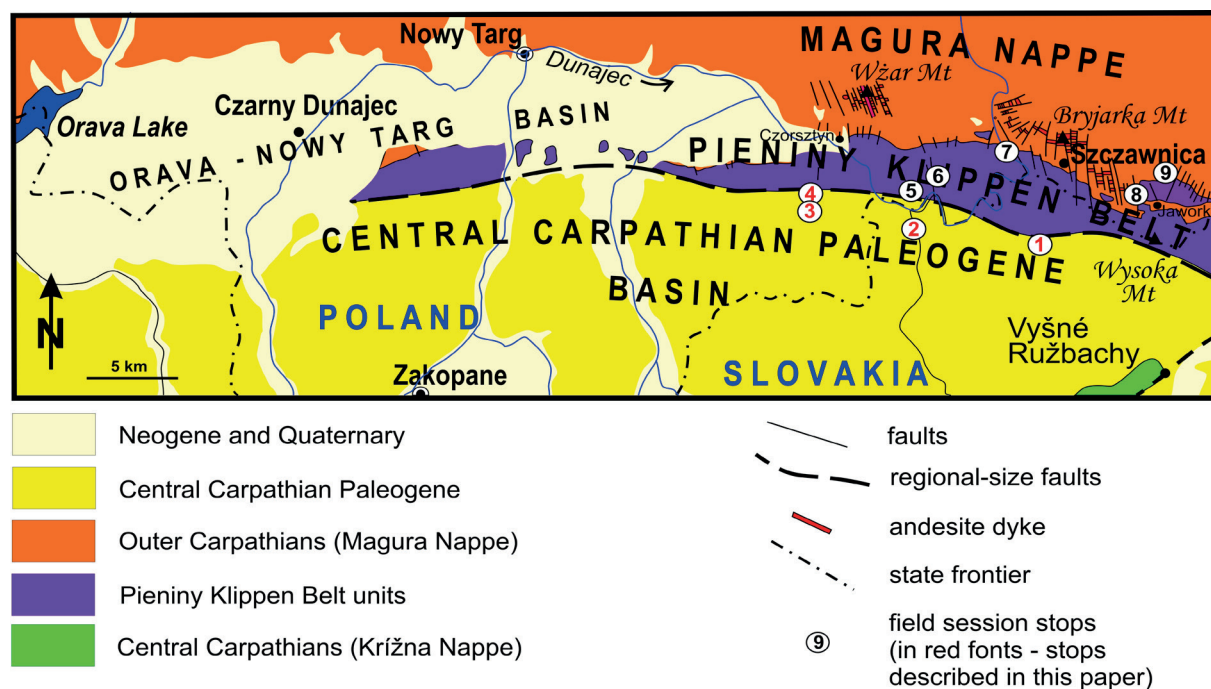 MAGURA NAPPE
Nowy Targ
Dunajec
Wżar Mt
Czarny Dunajec
Orava Lake
Bryjarka Mt
ORAVA - NOWY TARG BASIN
Czorsztyn
PIENINY KLIPPEN BELT
Szczawnica
7
9
6
4
5
8
Jawork
3
2
1
CENTRAL CARPATHIAN PALEOGENE
BASIN
Wysoka
Mt
POLAND
N
Vyšné
Ružbachy
5 km
Zakopane
SLOVAKIA
Neogene and Quaternary
Central Carpathian Paleogene
Outer Carpathians (Magura Nappe)
Pieniny Klippen Belt units
Central Carpathians (Krížna Nappe)
faults
regional-size faults
andesite dyke
state frontier
9
field session stops
(in red fonts - stops
described in this paper)